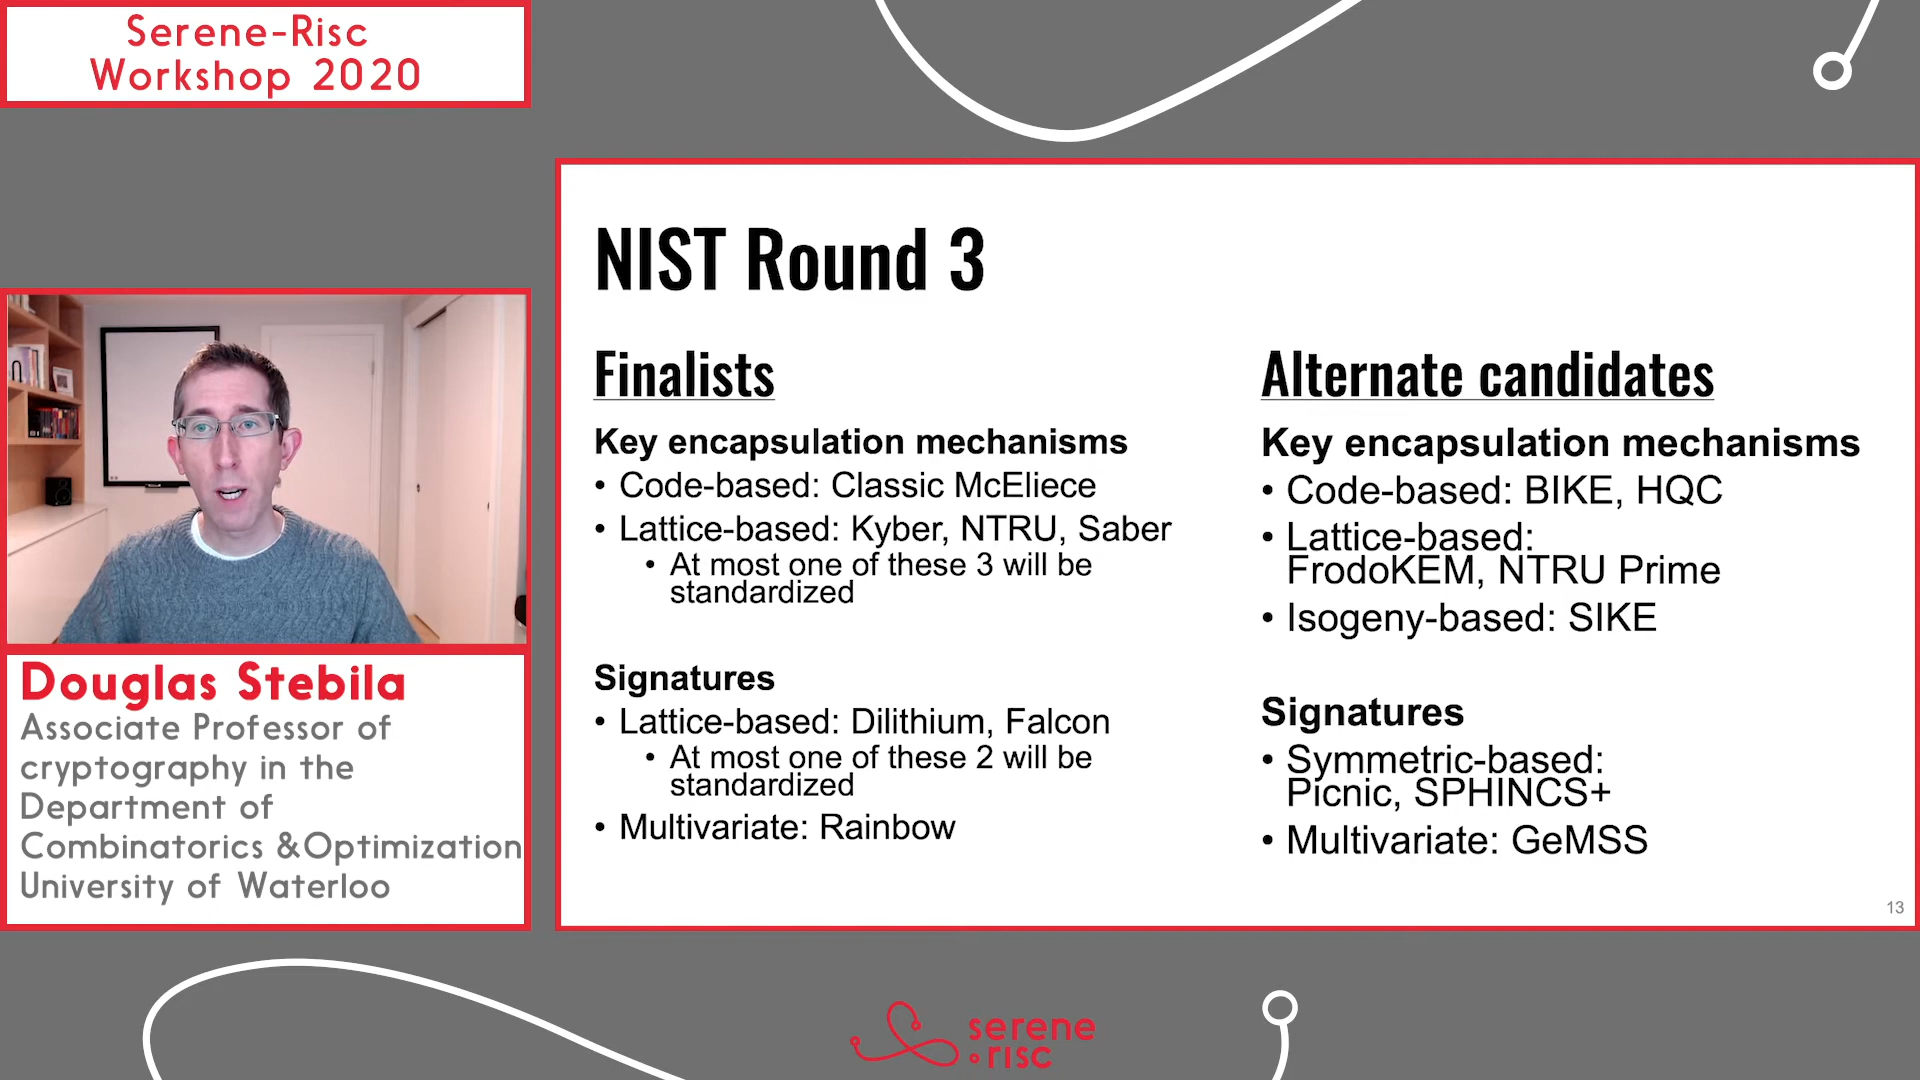 Serene-Risc
Workshop 2020
NIST Round 3
Finalists
Key encapsulation mechanisms
• Code-based: Classic McEliece
• Lattice-based: Kyber, NTRU, Saber
• At most one of these 3 will be
standardized
Signatures
• Lattice-based: Dilithium, Falcon
• At most one of these 2 will be
standardized
• Multivariate: Rainbow
Alternate candidates
Key encapsulation mechanisms
• Code-based: BIKE, HQC
• Lattice-based:
FrodoKEM, NTRU Prime
• Isogeny-based: SIKE
Signatures
• Symmetric-based:
Picnic, SPHINCS+
• Multivariate: GeMSS
13
Douglas Stebila
Associate Professor of
cryptography in the
Department of
Combinatorics &Optimization
University of Waterloo
serene
risc